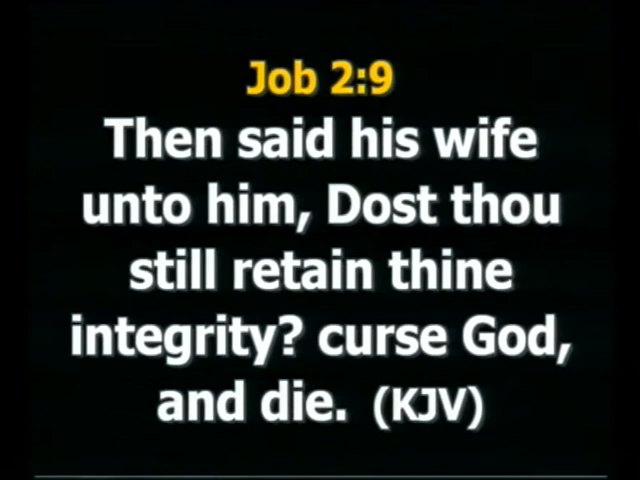 Job 2:9
Then said his wife
unto him, Dost thou
still retain thine
integrity? curse God,
and die. (KJV)